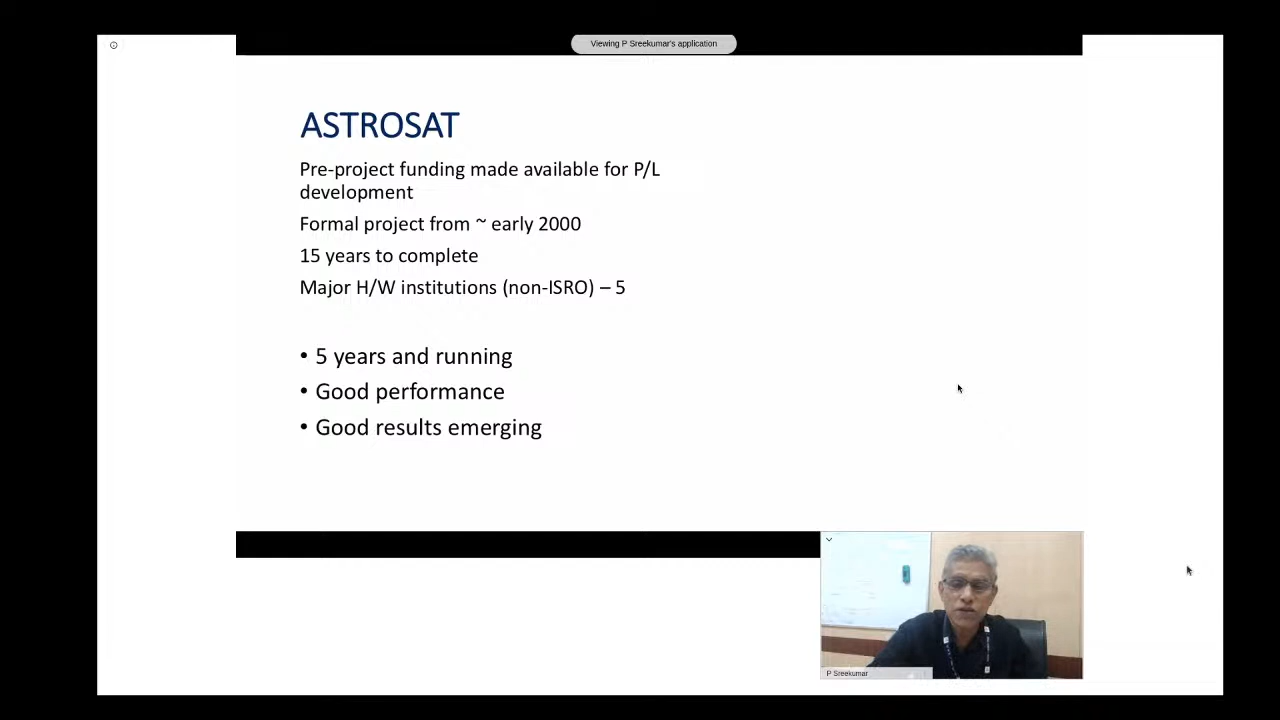 Viewing P Sreekumar's application
ASTROSAT
Pre-project funding made available for P/L
development
Formal project from ~ early 2000
15 years to complete
Major H/W institutions (non-ISRO) – 5
• 5 years and running
• Good performance
• Good results emerging
P Sreekumar